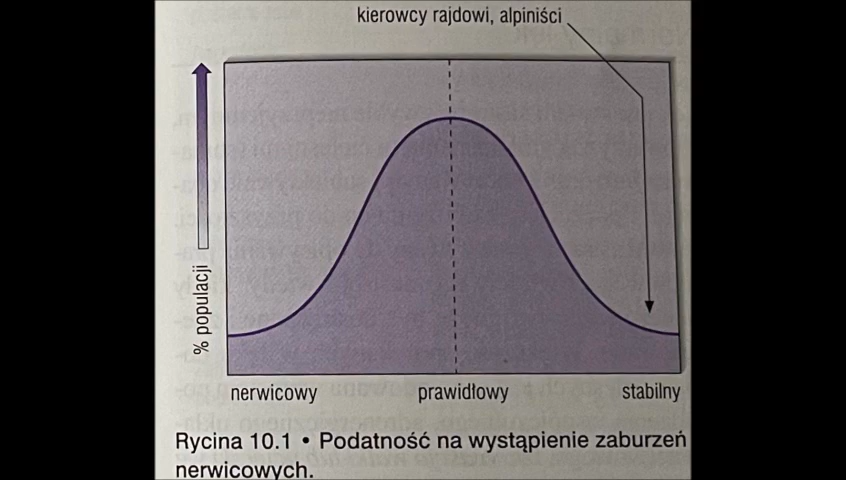 kierowcy rajdowi, alpiniści
% populacji
nerwicowy
prawidłowy
stabilny
Rycina 10.1 • Podatność na wystąpienie zaburzeń
nerwicowych.